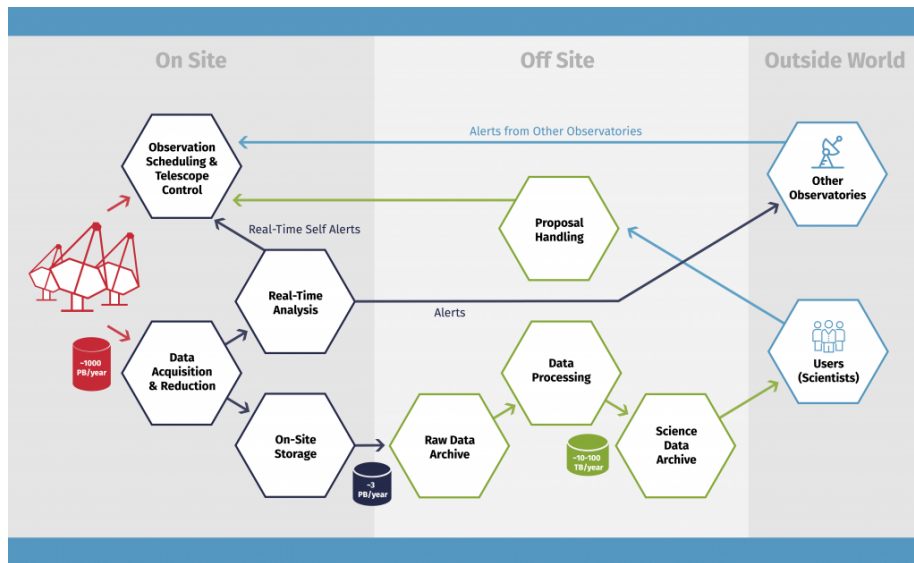 On Site
Off Site
Outside World
Alerts from Other Observatories
Observation
Scheduling &
Telescope
Control
Other
Observatories
Proposal
Handling
Real-Time Self Alerts
Real-Time
Analysis
Alerts
~1000
PB/year
Data
Acquisition
& Reduction
Data
Processing
Users
(Scientists)
On-Site
Storage
~3
PB/year
Raw Data
Archive
~10-100
TB/year
Science
Data
Archive